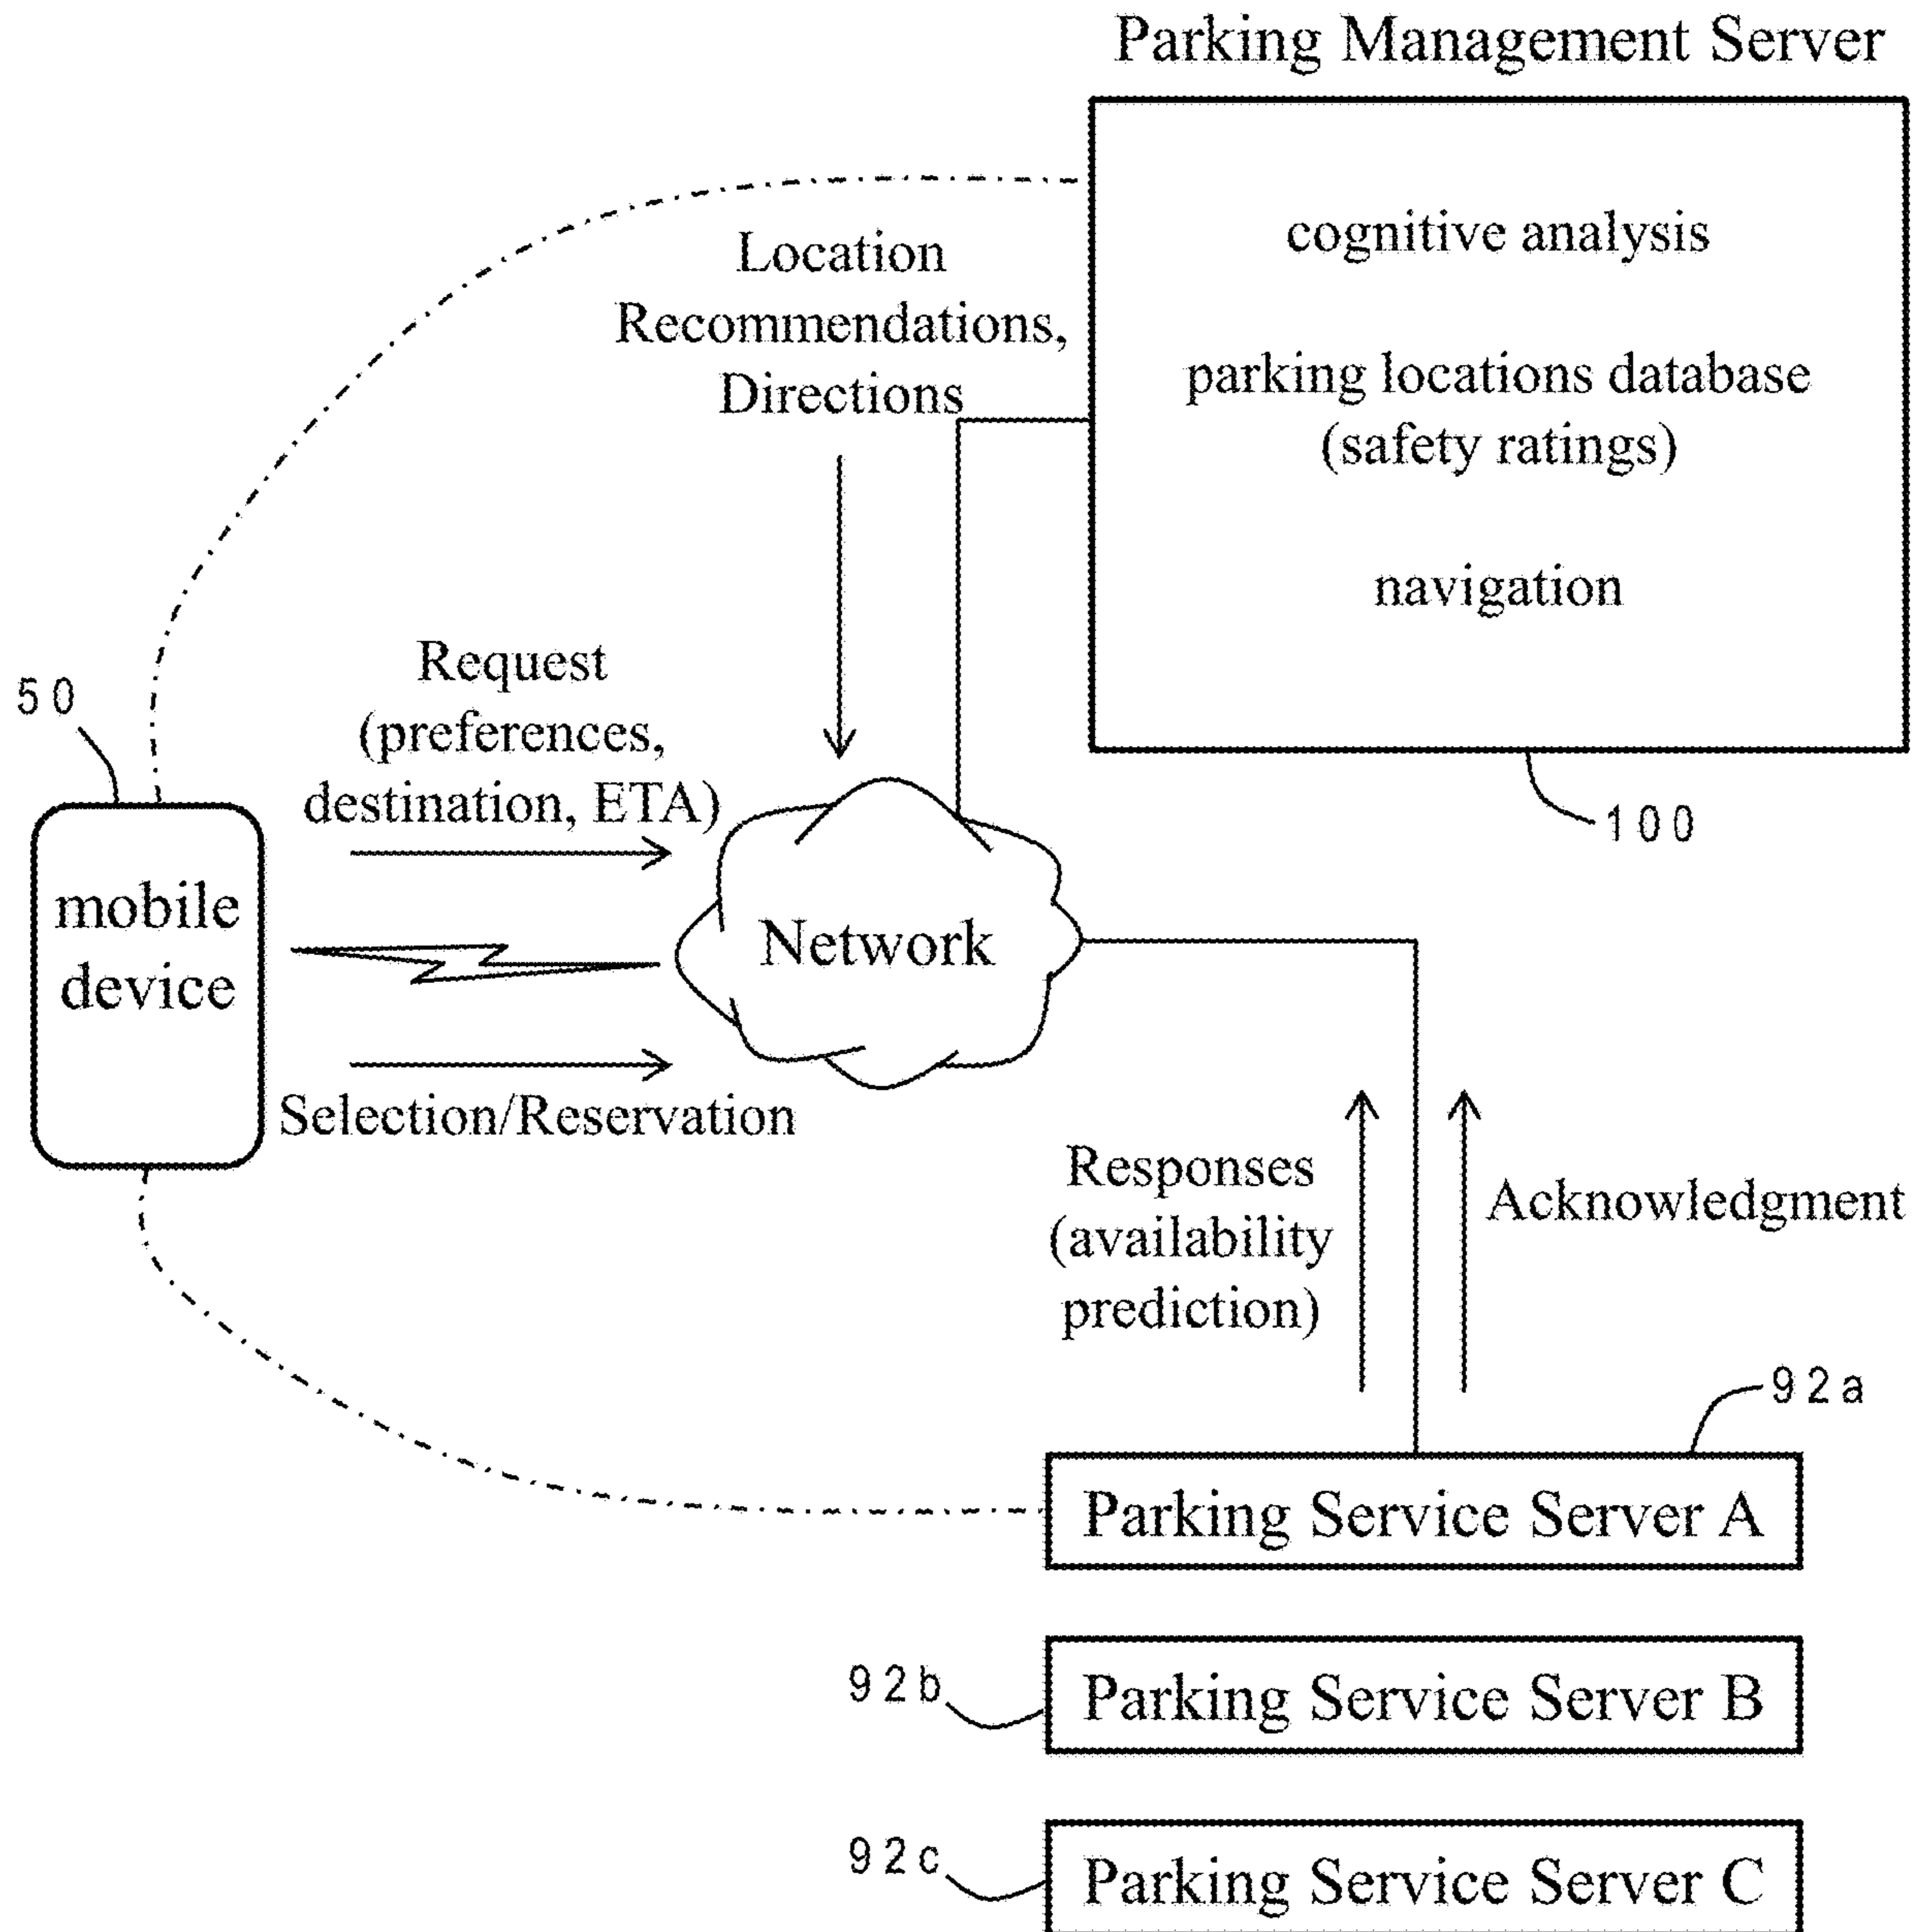 Parking Management Server
cognitive analysis
parking locations database
(safety ratings)
navigation
100
Location
Recommendations,
Directions
Request
(preferences,
destination, ETA)
50
mobile
device
Network
Selection/Reservation
Responses
(availability
prediction)
Acknowledgment
92a
Parking Service Server A
92b
Parking Service Server B
92c
Parking Service Server C